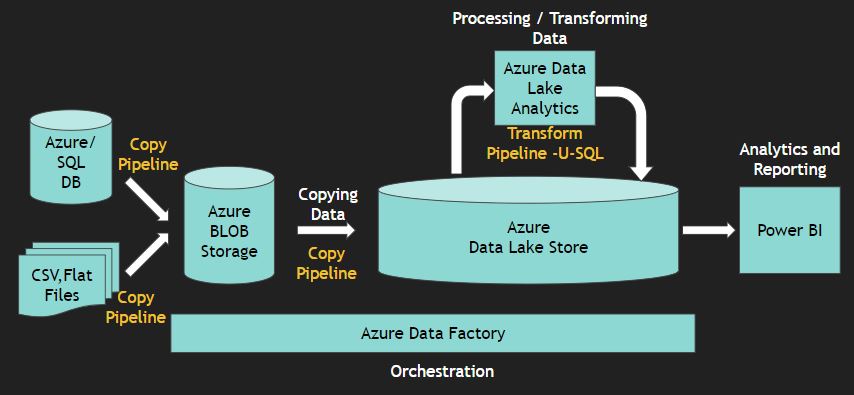 Processing / Transforming
Data
Azure Data
Lake
Analytics
Transform
Pipeline -U-SQL
Azure/
SQL
DB
Copy
Pipeline
CSV,Flat
Files
Copy
Pipeline
Azure
BLOB
Storage
Copying
Data
Copy
Pipeline
Azure
Data Lake Store
Analytics and
Reporting
Power BI
Azure Data Factory
Orchestration